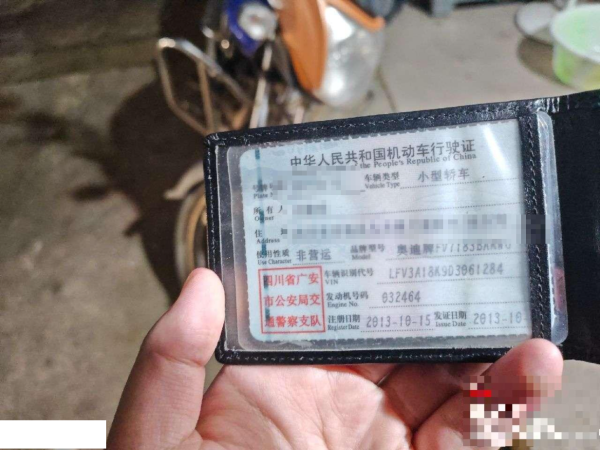 中华人民共和国机动车行驶证
the People's Republic of China
车辆类型 小型轿车
Vehicle Type
所有人
Owner
住
使用性质 非营运 品牌型号 奥迪牌
Use Character Model
四川省广安
市公安局交
通警察支队
车辆识别代号 LFV3A18K9D3061284
VIN
发动机号码 032464
Engine No.
注册日期 2013-10-15 发证日期 2013-10
Register Date Issue Date